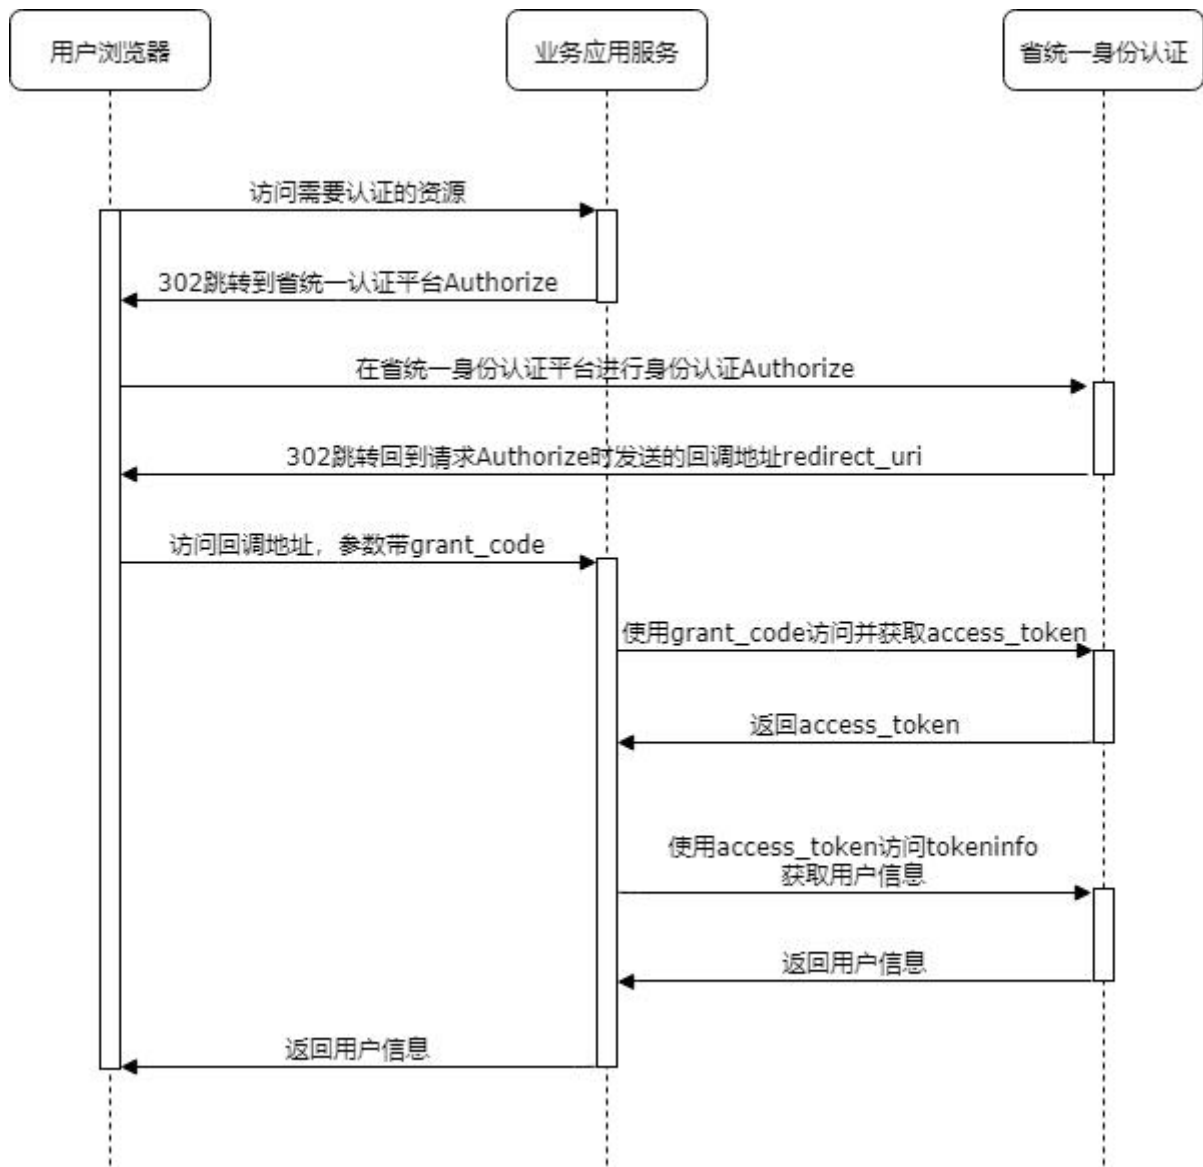 用户浏览器
业务应用服务
省统一身份认证
访问需要认证的资源
302跳转到省统一认证平台Authorize
在省统一身份认证平台进行身份认证Authorize
302跳转回到请求Authorize时发送的回调地址redirect_uri
访问回调地址，参数带grant_code
使用grant_code访问并获取access_token
返回access_token
使用access_token访问tokeninfo
获取用户信息
返回用户信息
返回用户信息